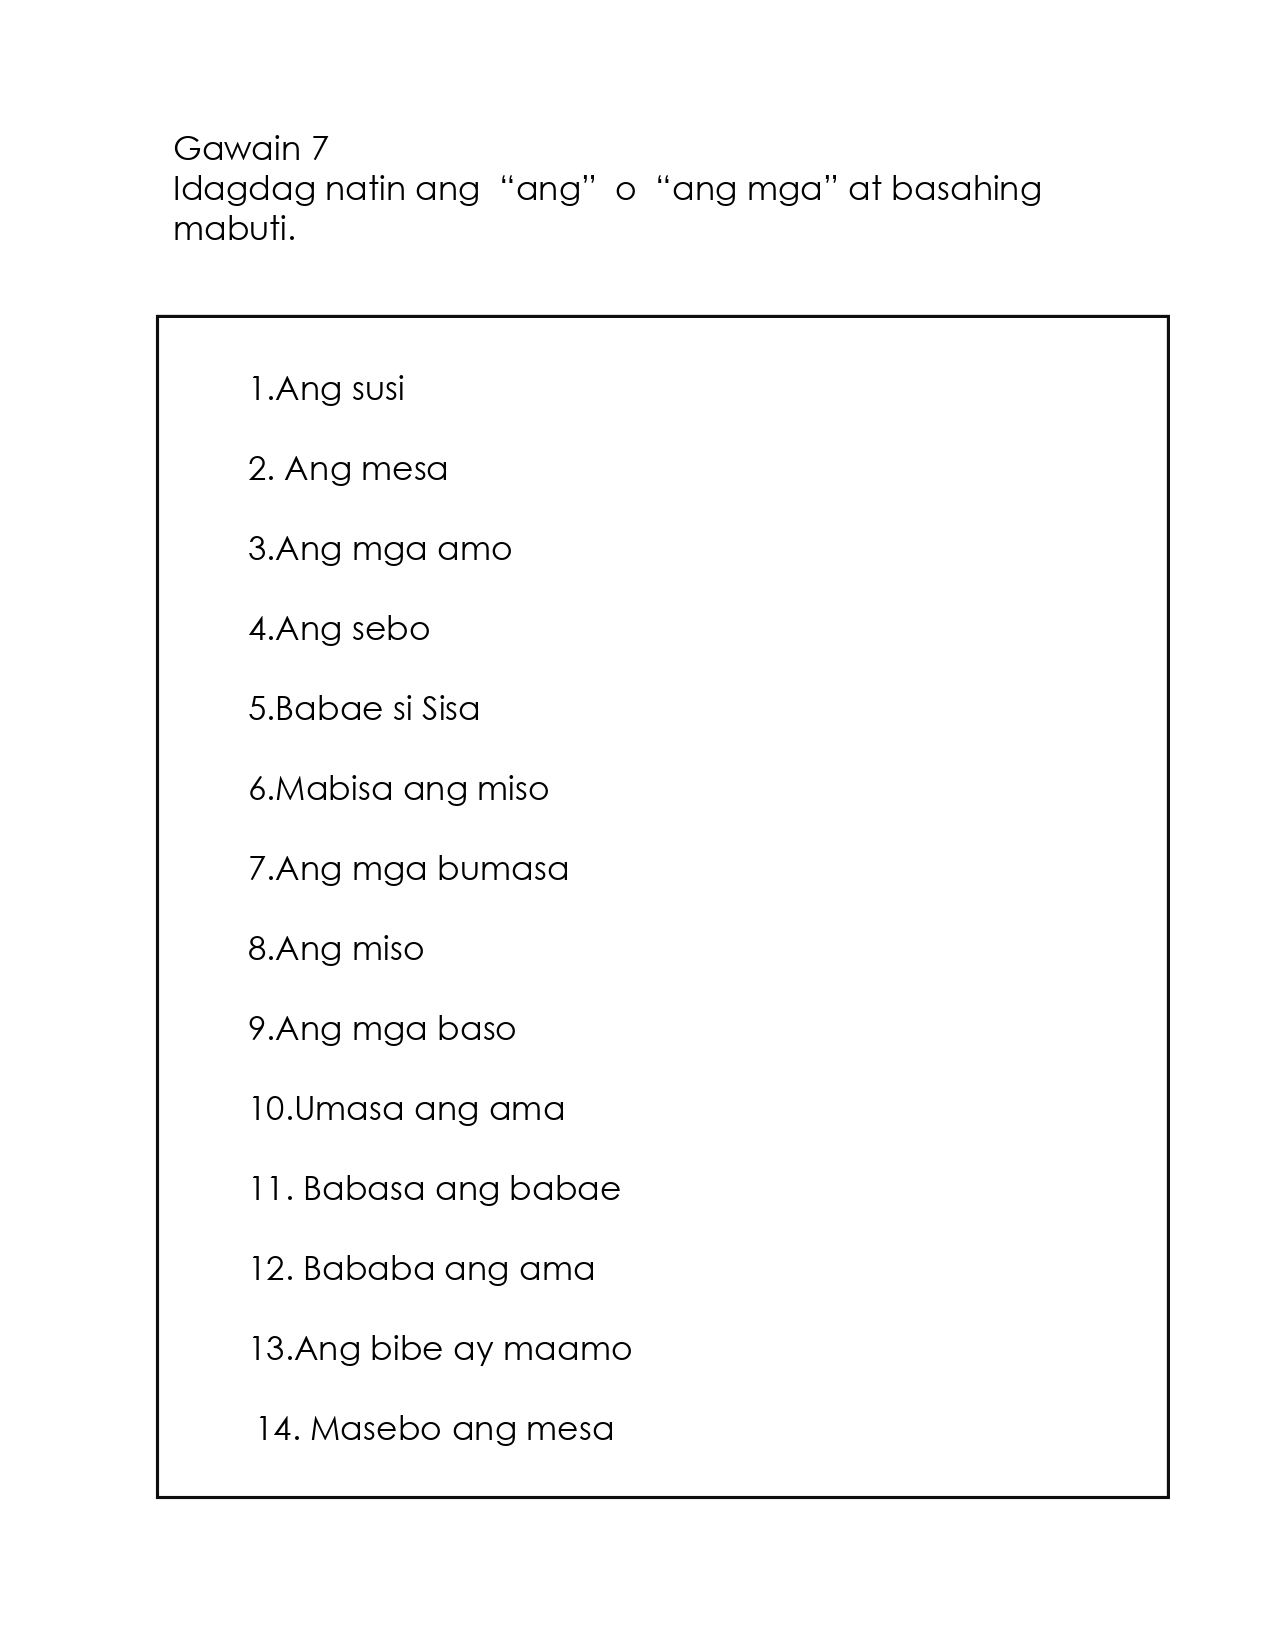 Gawain 7
Idagdag natin ang “ang” o “ang mga” at basahing
mabuti.
1.Ang susi
2. Ang mesa
3.Ang mga amo
4.Ang sebo
5.Babae si Sisa
6.Mabisa ang miso
7.Ang mga bumasa
8.Ang miso
9.Ang mga baso
10.Umasa ang ama
11. Babasa ang babae
12. Bababa ang ama
13.Ang bibe ay maamo
14. Masebo ang mesa